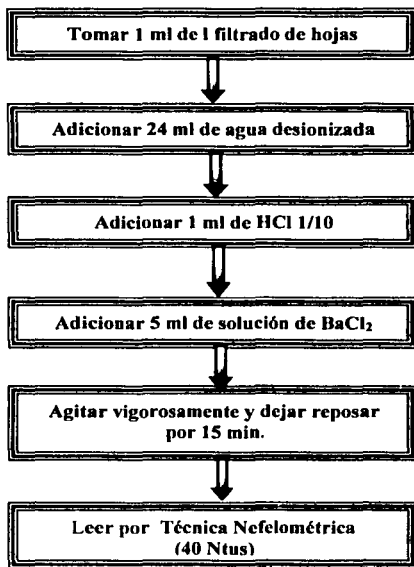 Tomar 1 ml de l filtrado de hojas
Adicionar 24 ml de agua desionizada
Adicionar 1 ml de HCl 1/10
Adicionar 5 ml de solución de BaCl₂
Agitar vigorosamente y dejar reposar
por 15 min.
Leer por Técnica Nefelométrica
(40 Ntus)